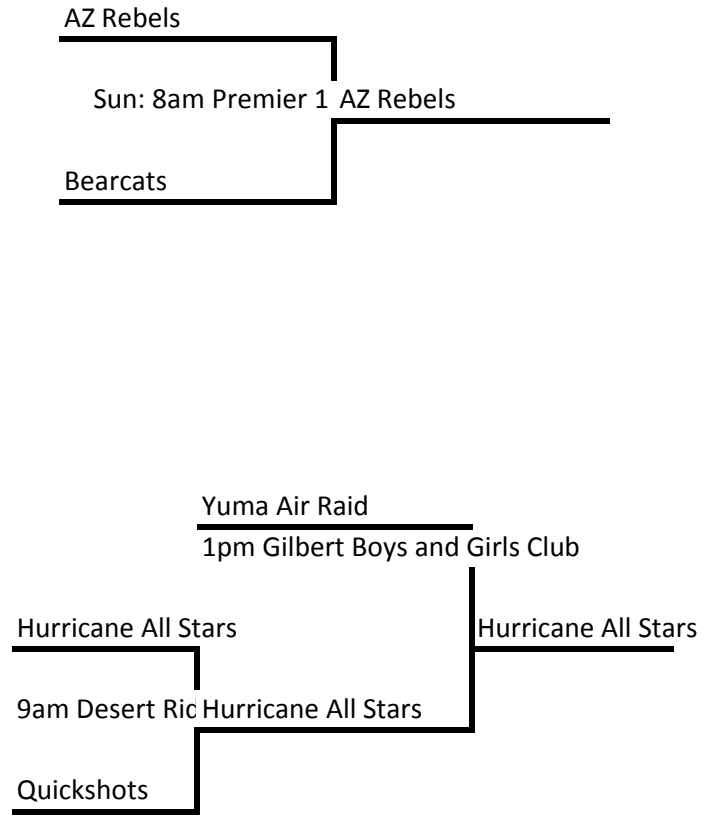 AZ Rebels
Sun: 8am Premier 1 AZ Rebels
Bearcats
Yuma Air Raid
1pm Gilbert Boys and Girls Club
Hurricane All Stars
Hurricane All Stars
9am Desert Hurricane All Stars
Quickshots